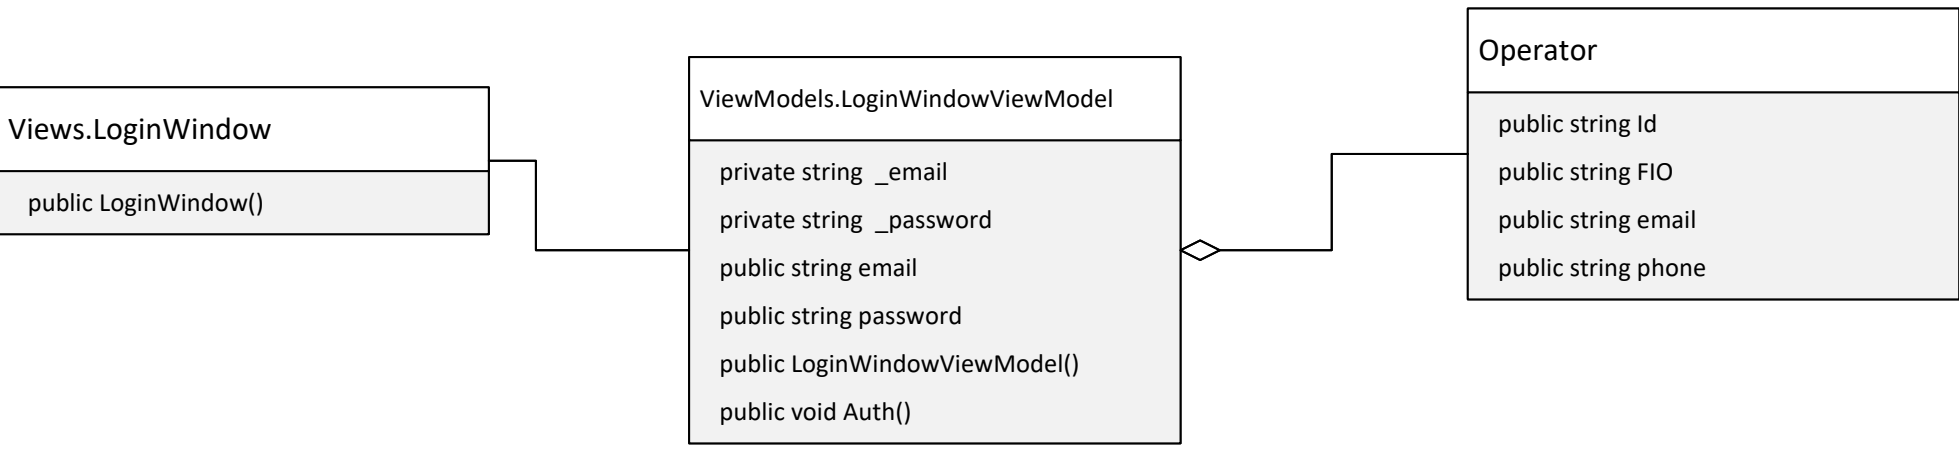 Views.LoginWindow
public LoginWindow()
ViewModels.LoginWindowViewModel
private string _email
private string _password
public string email
public string password
public LoginWindowViewModel()
public void Auth()
Operator
public string Id
public string FIO
public string email
public string phone